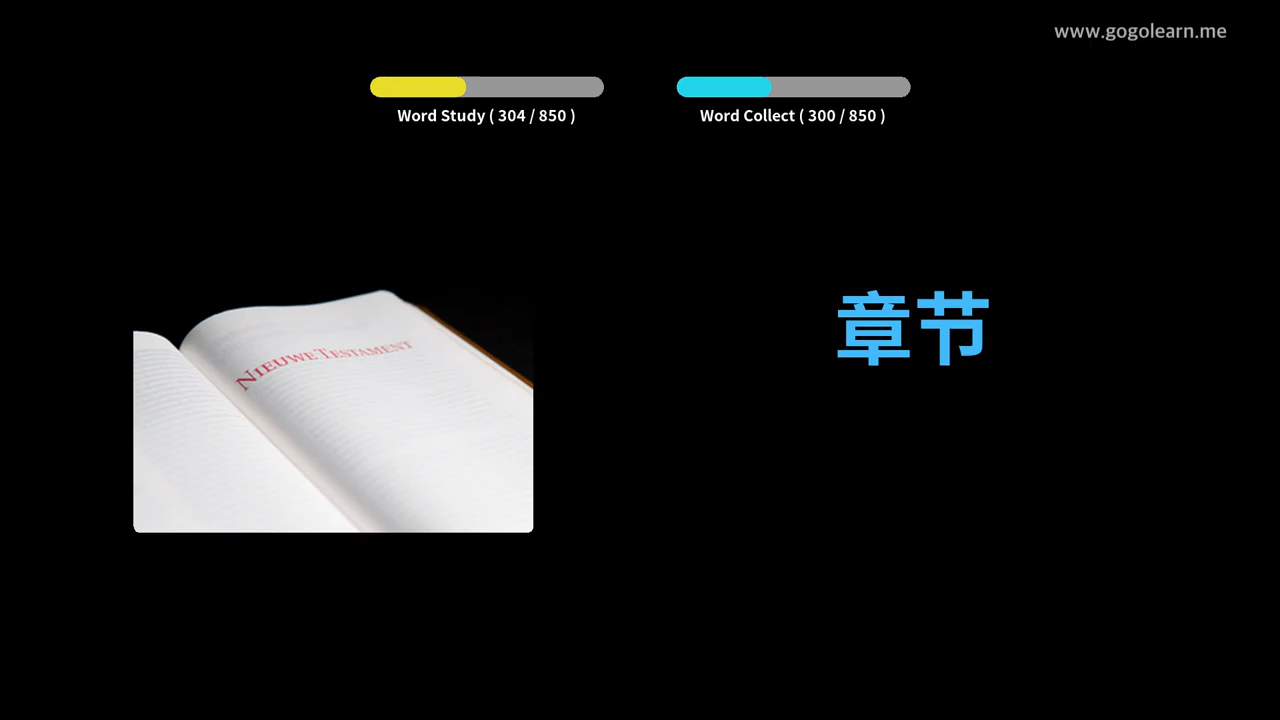 www.gogolearn.me
Word Study ( 304 / 850 )
Word Collect ( 300 / 850 )
章节
NIEUWE TESTAMENT